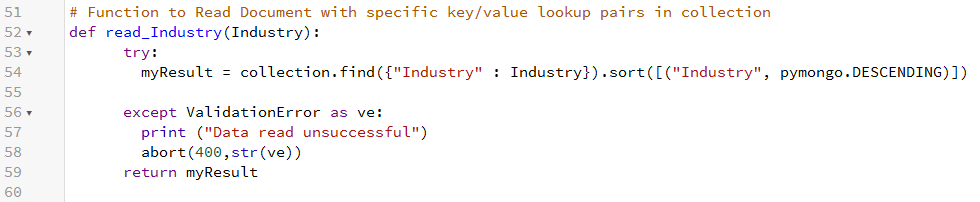 51 # Function to Read Document with specific key/value lookup pairs in collection
52 def read_Industry(Industry):
53 try:
54 myResult = collection.find({"Industry" : Industry}).sort([("Industry", pymongo.DESCENDING)])
55
56 except ValidationError as ve:
57 print ("Data read unsuccessful")
58 abort(400,str(ve))
59 return myResult
60